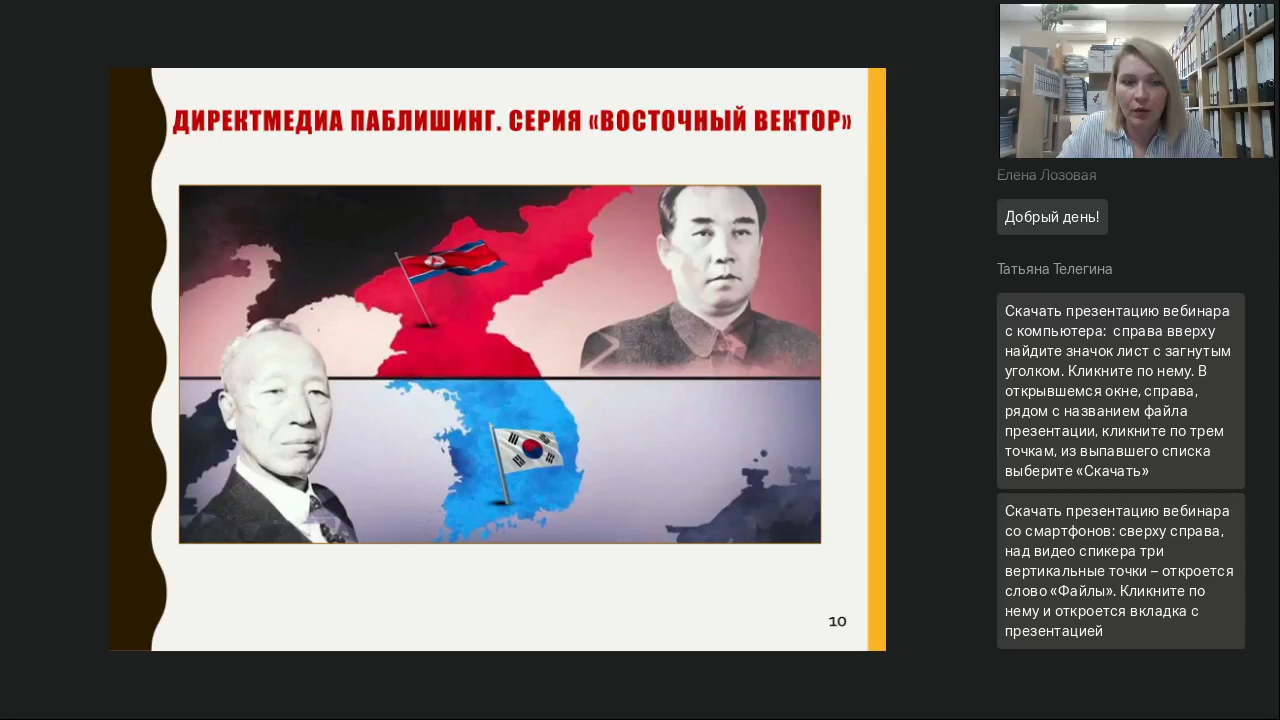 ДИРЕКТМЕДИА ПАБЛИШИНГ. СЕРИЯ «ВОСТОЧНЫЙ ВЕКТОР»
10
Елена Лозовая
Добрый день!
Татьяна Телегина
Скачать презентацию вебинара
с компьютера: справа вверху
найдите значок лист с загнутым
уголком. Кликните по нему. В
открывшемся окне, справа,
рядом с названием файла
презентации, кликните по трем
точкам, из выпавшего списка
выберите «Скачать»
Скачать презентацию вебинара
со смартфонов: сверху справа,
над видео спикера три
вертикальные точки – откроется
слово «Файлы». Кликните по
нему и откроется вкладка с
презентацией